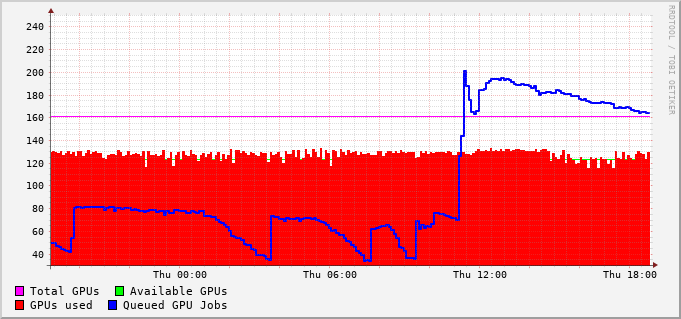 240
220
200
180
160
140
120
100
80
60
40
Thu 00:00 Thu 06:00 Thu 12:00 Thu 18:00
Total GPUs Available GPUs
GPUs used Queued GPU Jobs
RRDTOOL / TOBI OETIKER